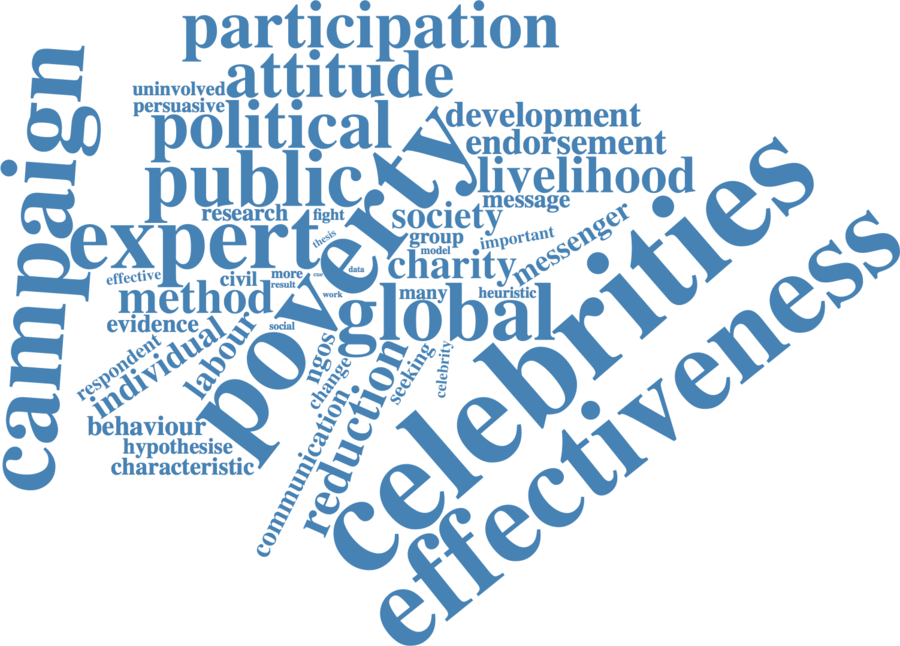 participation
attitude
uninvolved
persuasive
political
development
endorsement
public
poverty
livelihood
message
campaign
research
fight
society
expert
thesis
group
important
messenger
model
charity
celebrities
effectiveness
effective
civil
more
result
data
method
work
many
heuristic
global
evidence
social
individual
labour
respondent
ngos
change
reduction
seeking
celebrity
communication
behaviour
hypothesise
characteristic